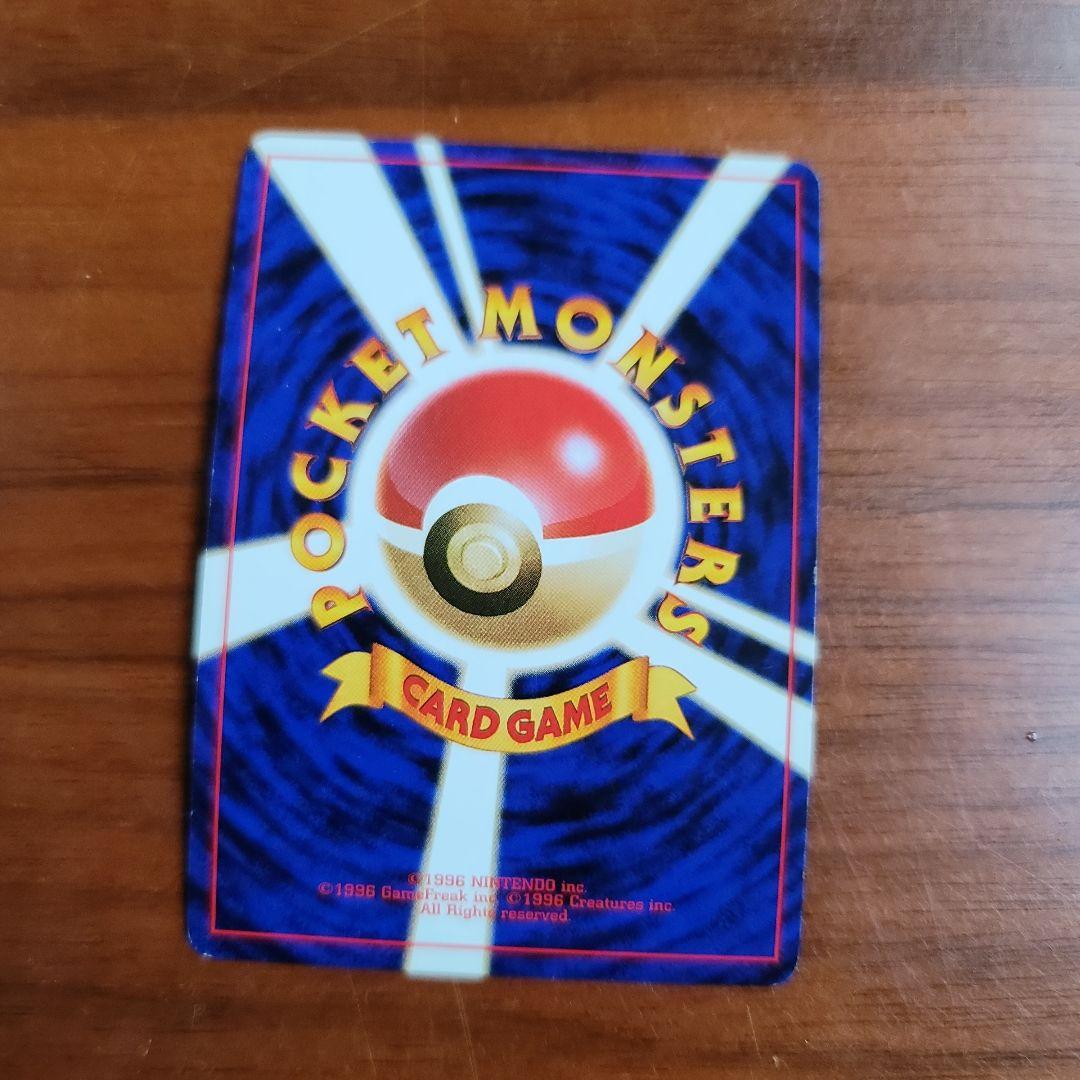 POCKET MONSTERS
CARD GAME
©1996 NINTENDO inc.
©1996 GameFreak inc. ©1996 Creatures inc.
All Rights reserved.